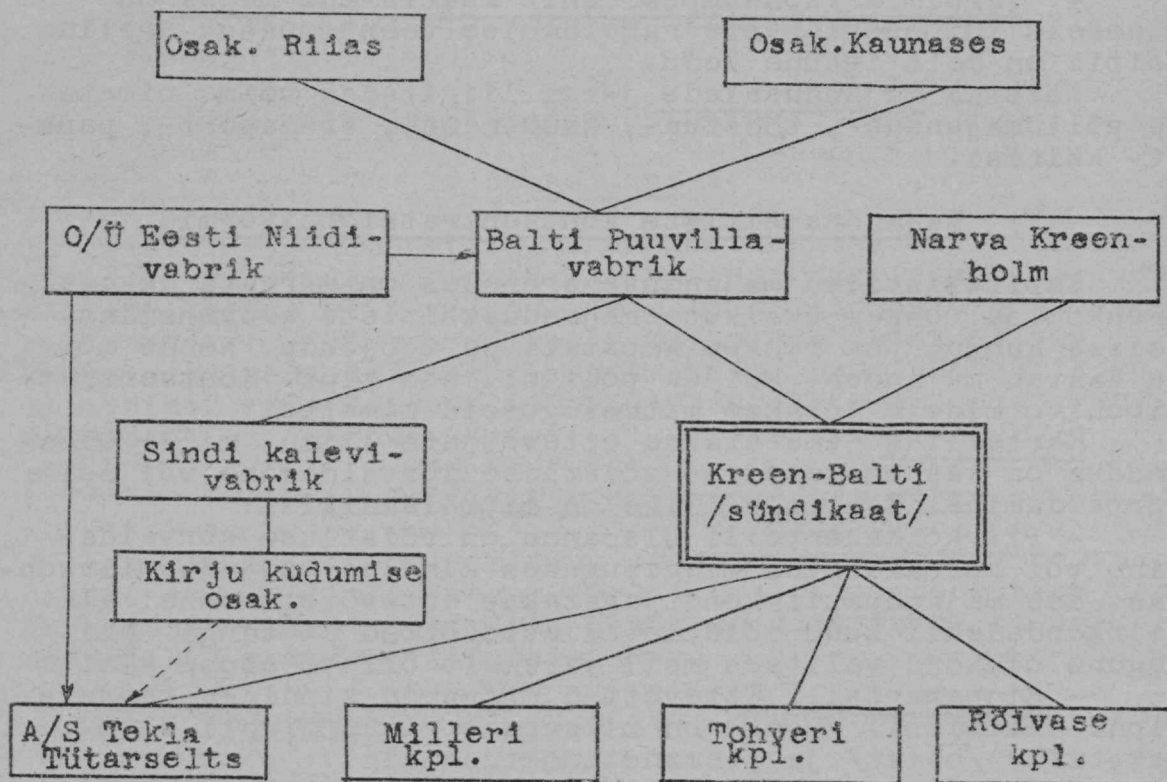 Osak. Riias
Osak.Kaunases
O/Ü Eesti Niidi-
vabrik
Balti Puuvilla-
vabrik
Narva Kreen-
holm
Sindi kalevi-
vabrik
Kreen-Balti
/sündikaat/
Kirju kudumise
osak.
A/S Tekla
Tütarselts
Milleri
kpl.
Tohveri
kpl.
Rõivase
kpl.